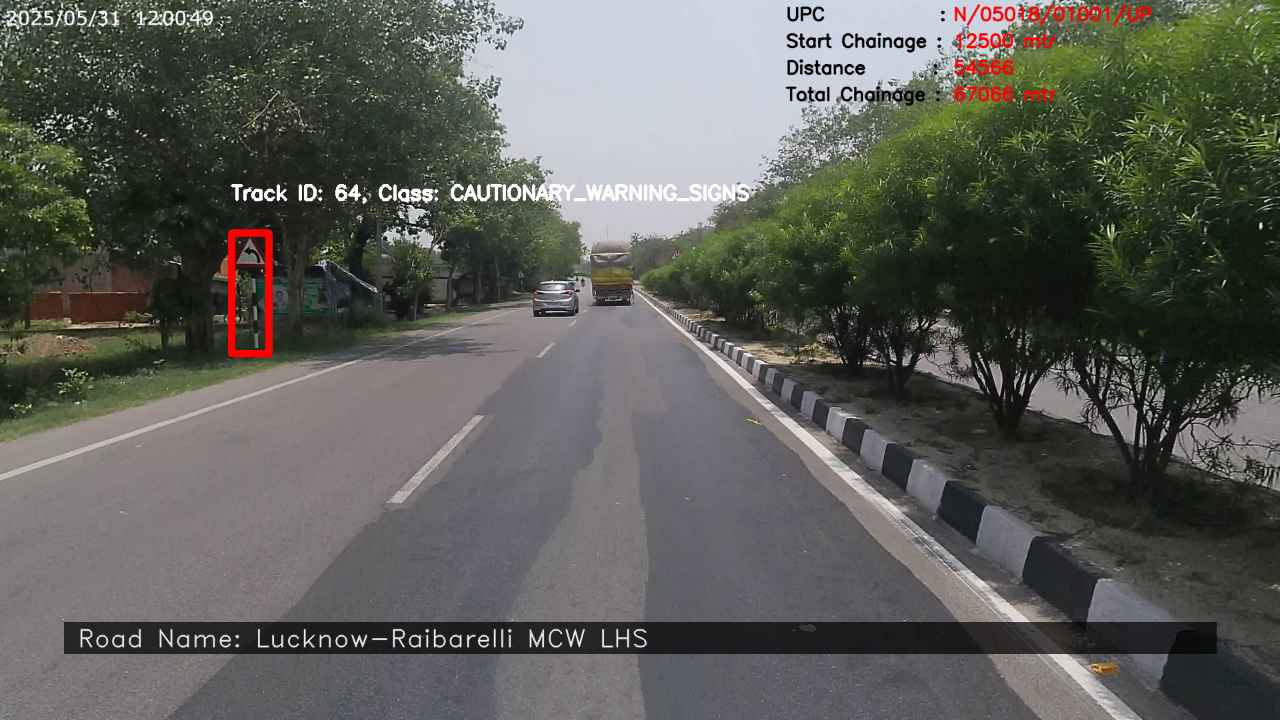 2025/05/31 12:00:49
UPC : N/05018/01001/UP
Start Chainage : 12500 mtr
Distance : 54566
Total Chainage : 67066 mtr
Track ID: 64, Class: CAUTIONARY_WARNING_SIGNS
Road Name: Lucknow-Raibarelli MCW LHS